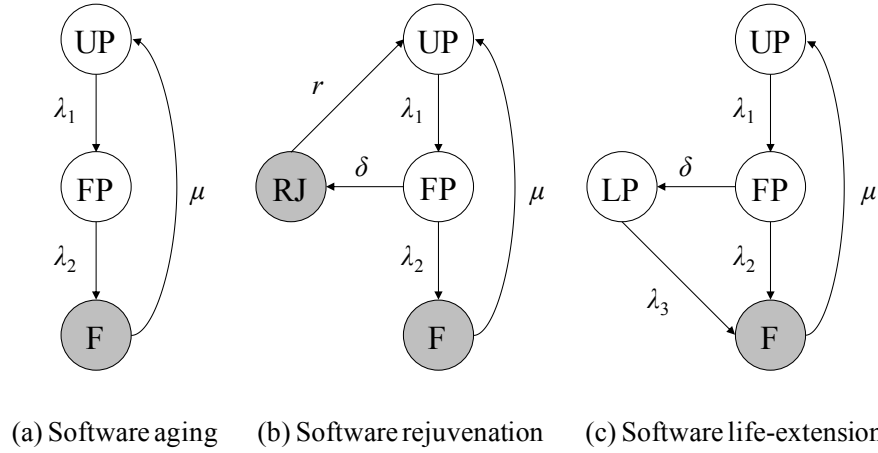 UP
λ1
FP
λ2
F
μ
(a) Software aging
UP
r
λ1
δ
RJ
FP
λ2
μ
F
(b) Software rejuvenation
UP
λ1
δ
LP
FP
λ2
λ3
μ
F
(c) Software life-extension